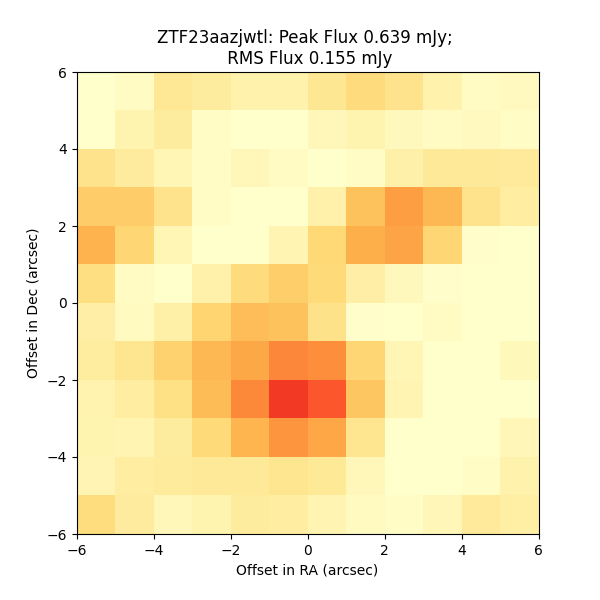 ZTF23aazjwtl: Peak Flux 0.639 mJy;
RMS Flux 0.155 mJy
6
4
2
0
−2
−4
−6
Offset in Dec (arcsec)
−6 −4 −2 0 2 4 6
Offset in RA (arcsec)